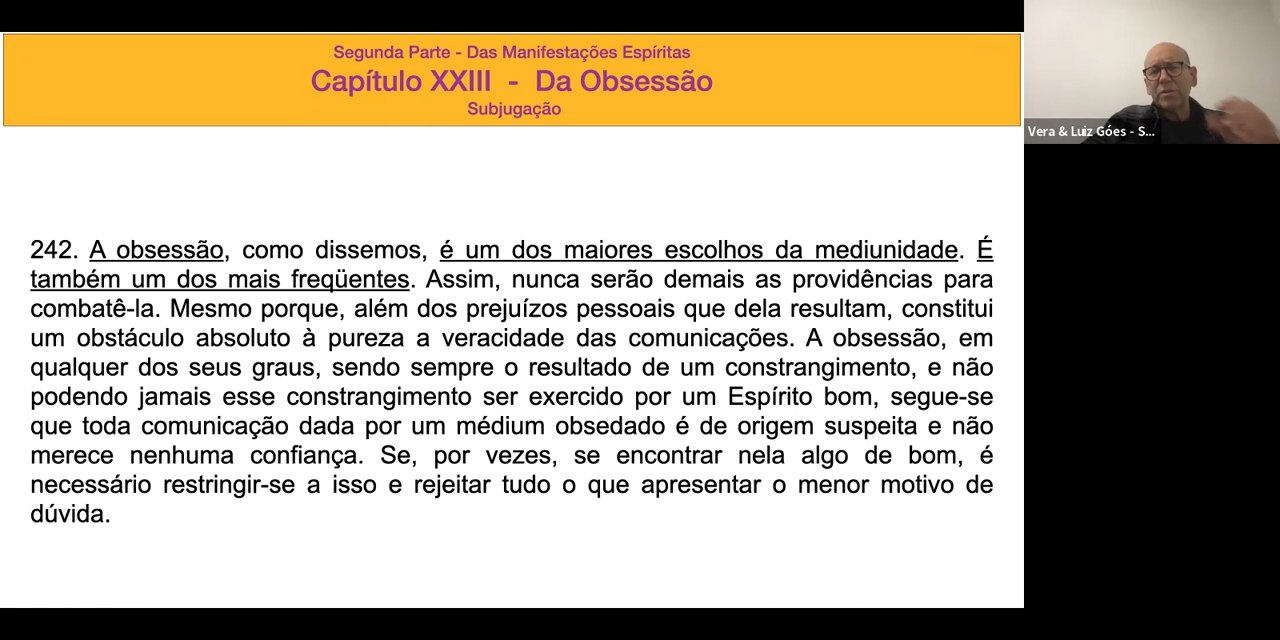 Segunda Parte - Das Manifestações Espíritas
Capítulo XXIII - Da Obsessão
Subjugação
Vera & Luiz Góes - S...
242. A obsessão, como dissemos, é um dos maiores escolhos da mediunidade. É
também um dos mais freqüentes. Assim, nunca serão demais as providências para
combatê-la. Mesmo porque, além dos prejuízos pessoais que dela resultam, constitui
um obstáculo absoluto à pureza a veracidade das comunicações. A obsessão, em
qualquer dos seus graus, sendo sempre o resultado de um constrangimento, e não
podendo jamais esse constrangimento ser exercido por um Espírito bom, segue-se
que toda comunicação dada por um médium obsedado é de origem suspeita e não
merece nenhuma confiança. Se, por vezes, se encontrar nela algo de bom, é
necessário restringir-se a isso e rejeitar tudo o que apresentar o menor motivo de
dúvida.